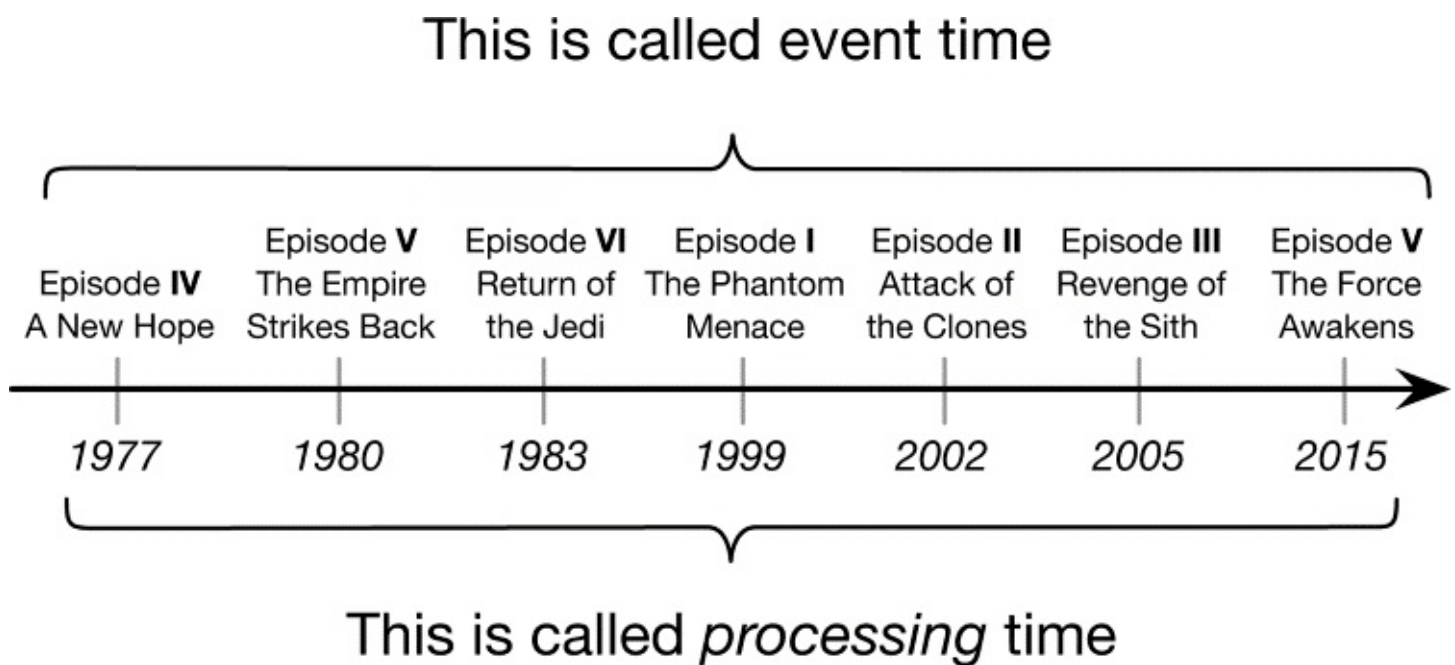 This is called event time
Episode IV
A New Hope
Episode V
The Empire
Strikes Back
Episode VI
Return of
the Jedi
Episode I
The Phantom
Menace
Episode II
Attack of
the Clones
Episode III
Revenge of
the Sith
Episode V
The Force
Awakens
1977 1980 1983 1999 2002 2005 2015
This is called processing time